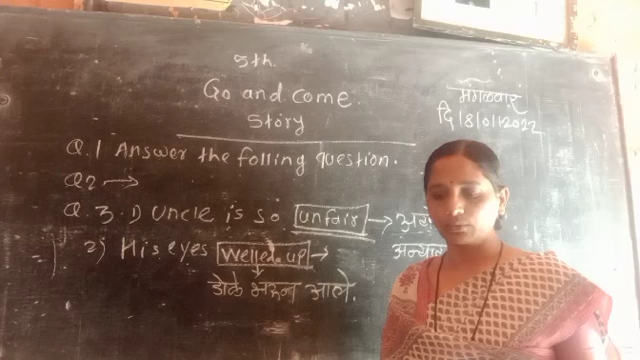 5th.
Go and come
Story
मंगळवार
दि 18/01/2022
Q.1 Answer the folling question.
Q2 →
Q.3. 1) Uncle is so unfair →
2) His eyes welled up →
डोळे भरून आले.